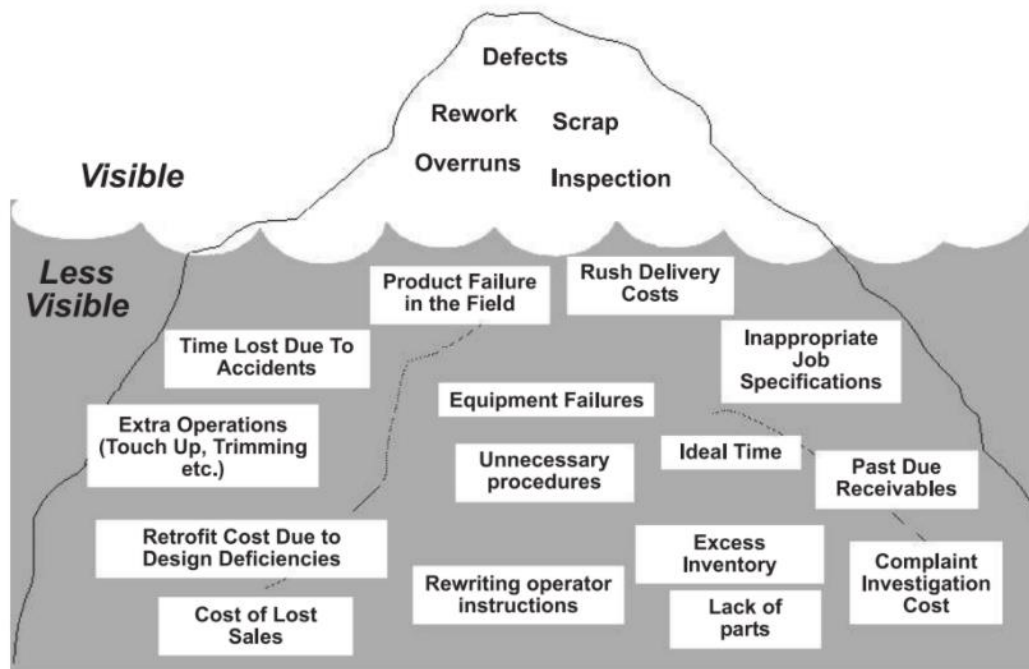 Defects
Rework
Scrap
Overruns
Inspection
Visible
Less
Visible
Product Failure
in the Field
Rush Delivery
Costs
Time Lost Due To
Accidents
Inappropriate
Job
Specifications
Equipment Failures
Extra Operations
(Touch Up, Trimming
etc.)
Unnecessary
procedures
Ideal Time
Past Due
Receivables
Retrofit Cost Due to
Design Deficiencies
Excess
Inventory
Complaint
Investigation
Cost
Rewriting operator
instructions
Cost of Lost
Sales
Lack of
parts